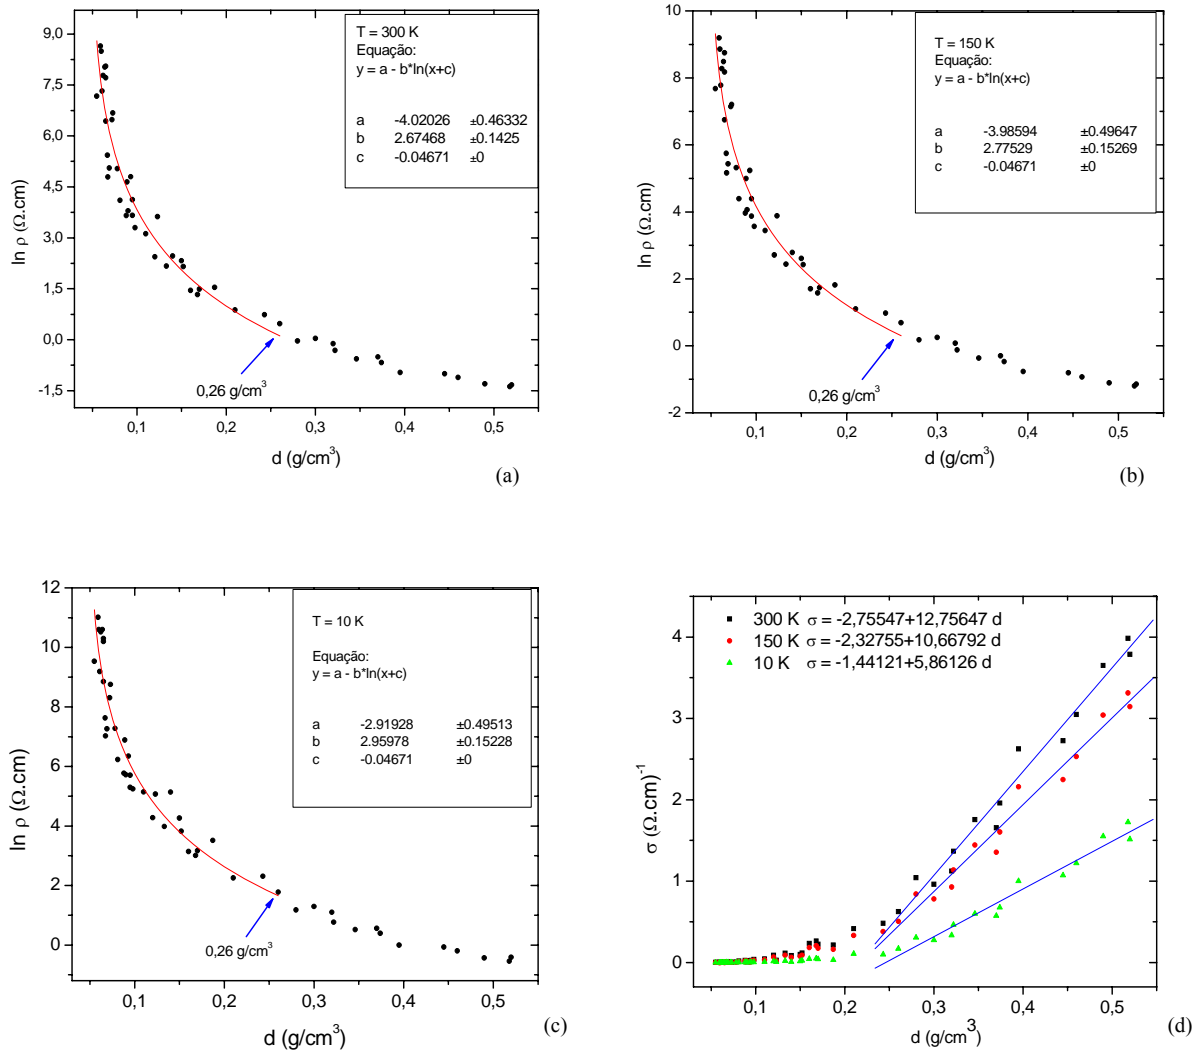 T = 300 K
Equação:
y = a - b*ln(x+c)
a -4.02026 ±0.46332
b 2.67468 ±0.1425
c -0.04671 ±0
9,0
7,5
6,0
4,5
3,0
1,5
0,0
-1,5
ln ρ (Ω.cm)
0,26 g/cm³
0,1 0,2 0,3 0,4 0,5
d (g/cm³)
(a)
T = 150 K
Equação:
y = a - b*ln(x+c)
a -3.98594 ±0.49647
b 2.77529 ±0.15269
c -0.04671 ±0
10
8
6
4
2
0
-2
ln ρ (Ω.cm)
0,26 g/cm³
0,1 0,2 0,3 0,4 0,5
d (g/cm³)
(b)
T = 10 K
Equação:
y = a - b*ln(x+c)
a -2.91928 ±0.49513
b 2.95978 ±0.15228
c -0.04671 ±0
12
10
8
6
4
2
0
ln ρ (Ω.cm)
0,26 g/cm³
0,1 0,2 0,3 0,4 0,5
d (g/cm³)
(c)
300 K σ = -2,75547+12,75647 d
150 K σ = -2,32755+10,66792 d
10 K σ = -1,44121+5,86126 d
4
3
2
1
0
σ (Ω.cm)⁻¹
0,1 0,2 0,3 0,4 0,5
d (g/cm³)
(d)